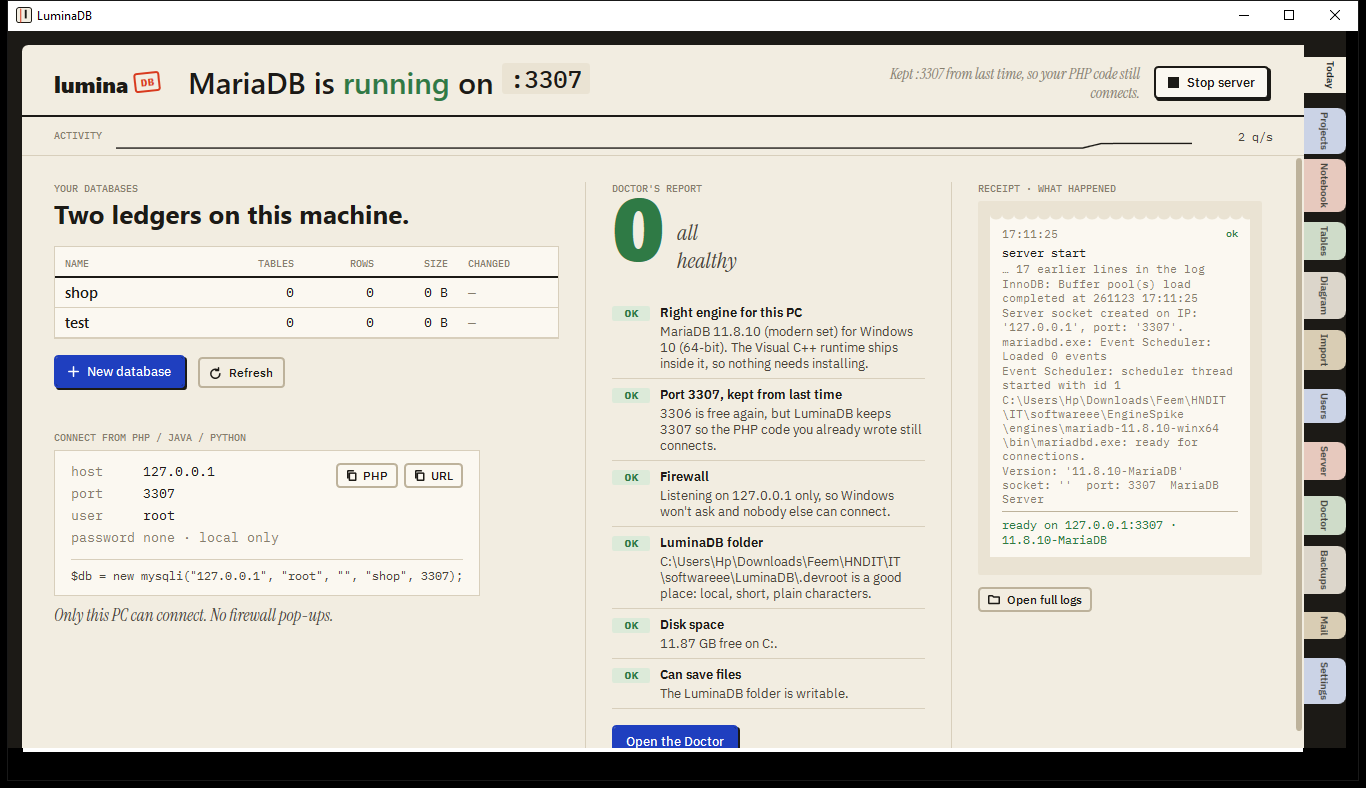 LuminaDB
lumina DB
MariaDB is running on :3307
Kept :3307 from last time, so your PHP code still
connects.
Stop server
ACTIVITY
2 q/s
YOUR DATABASES
Two ledgers on this machine.
NAME TABLES ROWS SIZE CHANGED
shop 0 0 0 B —
test 0 0 0 B —
+ New database
Refresh
CONNECT FROM PHP / JAVA / PYTHON
host 127.0.0.1
PHP
URL
port 3307
user root
password none · local only
$db = new mysqli("127.0.0.1", "root", "", "shop", 3307);
Only this PC can connect. No firewall pop-ups.
DOCTOR'S REPORT
0 all
healthy
OK Right engine for this PC
MariaDB 11.8.10 (modern set) for Windows
10 (64-bit). The Visual C++ runtime ships
inside it, so nothing needs installing.
OK Port 3307, kept from last time
3306 is free again, but LuminaDB keeps
3307 so the PHP code you already wrote still
connects.
OK Firewall
Listening on 127.0.0.1 only, so Windows
won't ask and nobody else can connect.
OK LuminaDB folder
C:\Users\Hp\Downloads\Feem\HNDIT\IT
\softwareee\LuminaDB\.devroot is a good
place: local, short, plain characters.
OK Disk space
11.87 GB free on C:.
OK Can save files
The LuminaDB folder is writable.
Open the Doctor
RECEIPT · WHAT HAPPENED
17:11:25 ok
server start
… 17 earlier lines in the log
InnoDB: Buffer pool(s) load
completed at 261123 17:11:25
Server socket created on IP:
'127.0.0.1', port: '3307'.
mariadbd.exe: Event Scheduler:
Loaded 0 events
Event Scheduler: scheduler thread
started with id 1
C:\Users\Hp\Downloads\Feem\HNDIT
\IT\softwareee\EngineSpike
\engines\mariadb-11.8.10-winx64
\bin\mariadbd.exe: ready for
connections.
Version: '11.8.10-MariaDB'
socket: '' port: 3307 MariaDB
Server
ready on 127.0.0.1:3307 ·
11.8.10-MariaDB
Open full logs
Today
Projects
Notebook
Tables
Diagram
Import
Users
Server
Doctor
Backups
Mail
Settings